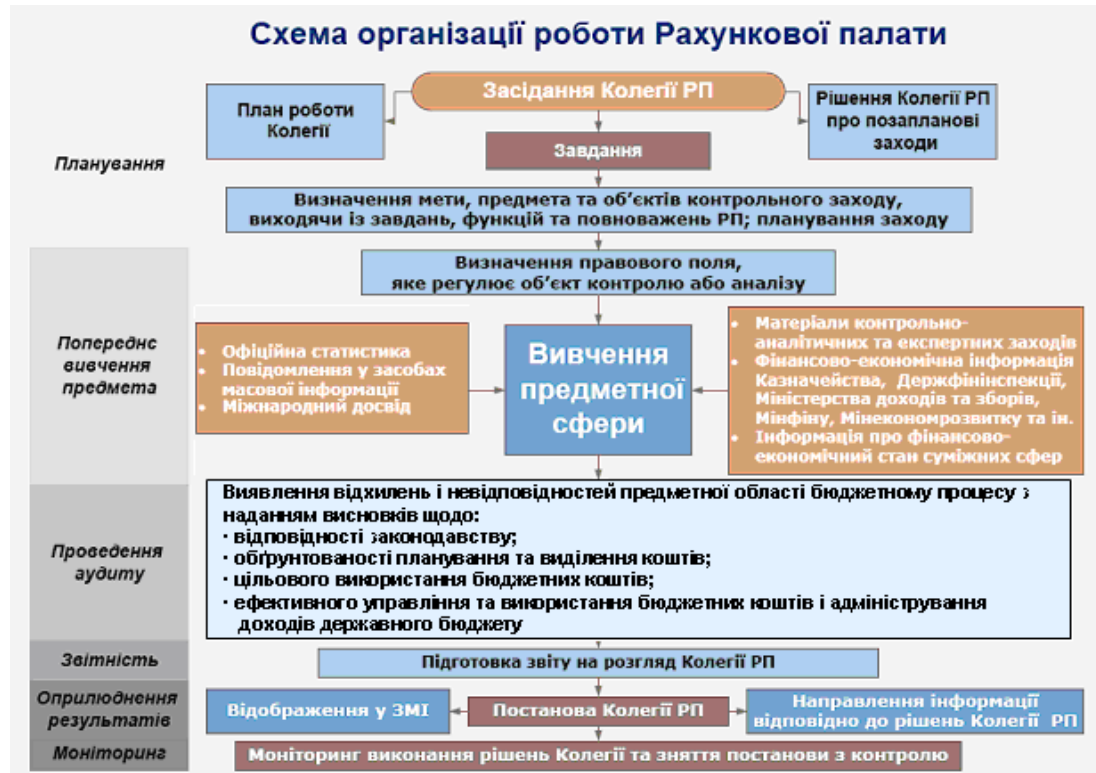 Схема організації роботи Рахункової палати
Засідання Колегії РП
План роботи
Колегії
Рішення Колегії РП
про позапланові
заходи
Завдання
Планування
Визначення мети, предмета та об’єктів контрольного заходу,
виходячи із завдань, функцій та повноважень РП; планування заходу
Визначення правового поля,
яке регулює об’єкт контролю або аналізу
Попереднє
вивчення
предмета
• Офіційна статистика
• Повідомлення у засобах
масової інформації
• Міжнародний досвід
Вивчення
предметної
сфери
• Матеріали контрольно-
аналітичних та експертних заходів
• Фінансово-економічна інформація
Казначейства, Держфінінспекції,
Міністерства доходів та зборів,
Мінфіну, Мінекономрозвитку та ін.
• Інформація про фінансово-
економічний стан суміжних сфер
Проведення
аудиту
Виявлення відхилень і невідповідностей предметної області бюджетному процесу з
наданням висновків щодо:
· відповідності законодавству;
· обґрунтованості планування та виділення коштів;
· цільового використання бюджетних коштів;
· ефективного управління та використання бюджетних коштів і адміністрування
доходів державного бюджету
Звітність
Підготовка звіту на розгляд Колегії РП
Оприлюднення
результатів
Відображення у ЗМІ
Постанова Колегії РП
Направлення інформації
відповідно до рішень Колегії РП
Моніторинг
Моніторинг виконання рішень Колегії та зняття постанови з контролю